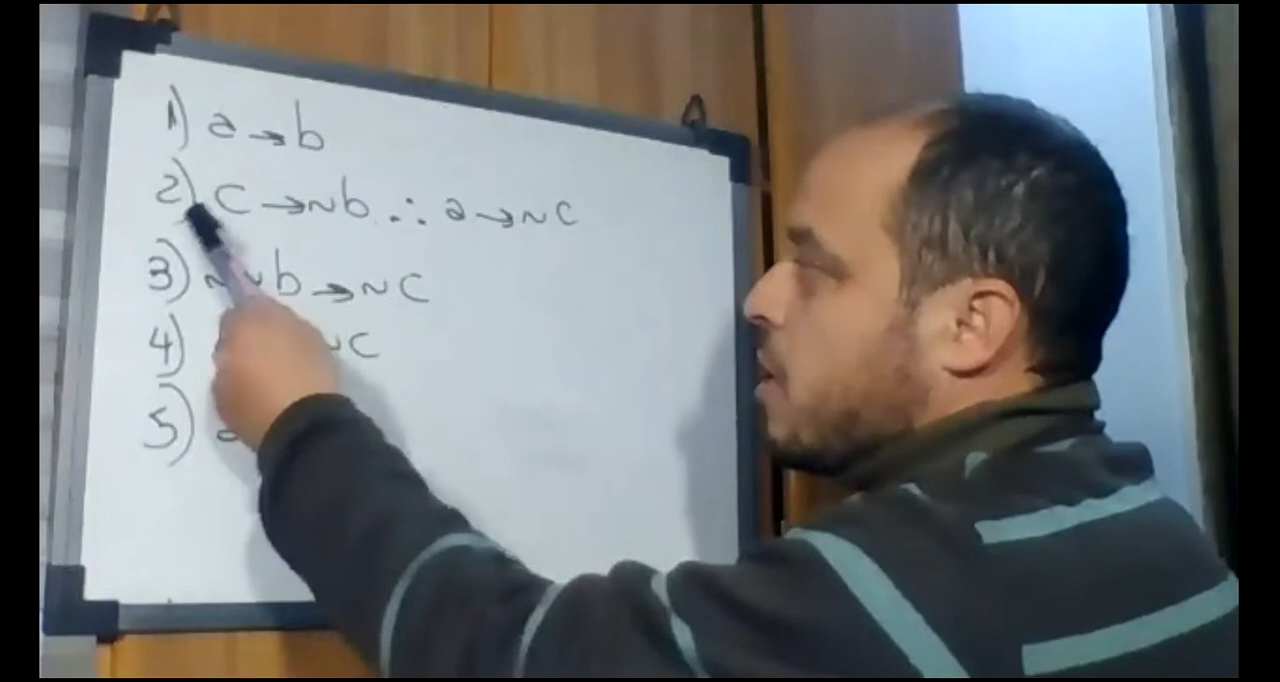 1) a → b
2) c → ~b ∴ a → ~c
3) ~~b → ~c
4) ~c
5) a